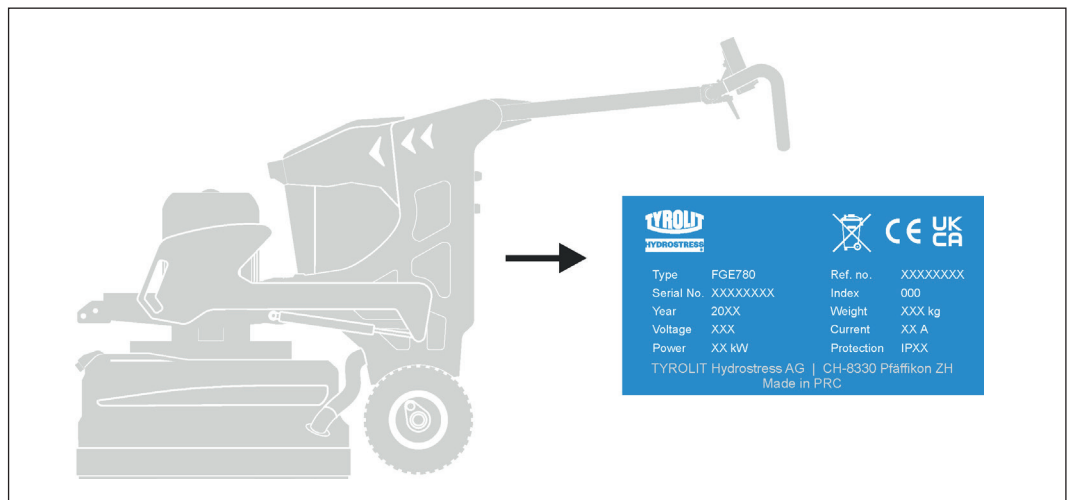 TYROLIT
HYDROSTRESS
CE UK CA
Type FGE780 Ref. no. XXXXXXXX
Serial No. XXXXXXXX Index 000
Year 20XX Weight XXX kg
Voltage XXX Current XX A
Power XX kW Protection IPXX
TYROLIT Hydrostress AG | CH-8330 Pfäffikon ZH
Made in PRC